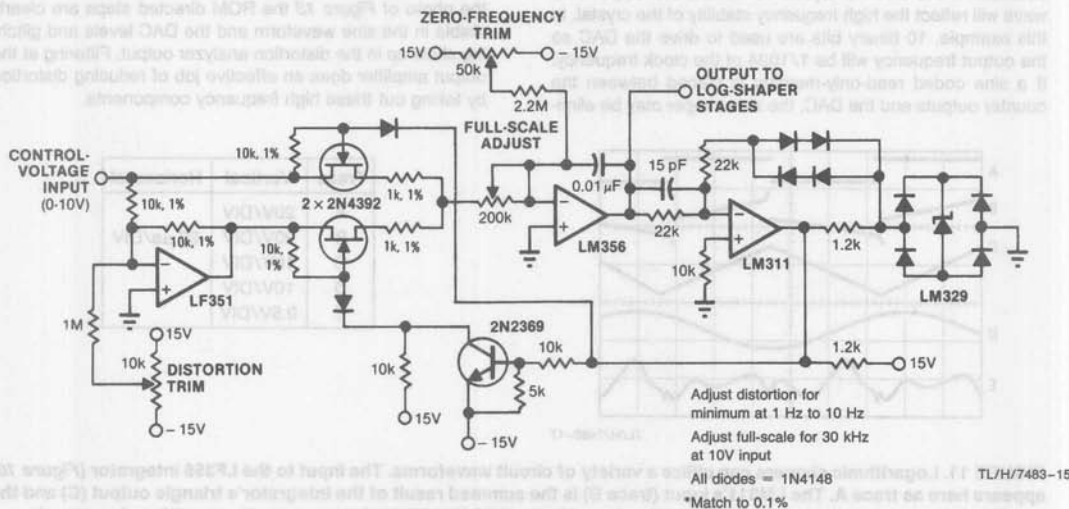 ZERO-FREQUENCY
TRIM
15V
- 15V
50k
2.2M
OUTPUT TO
LOG-SHAPER
STAGES
FULL-SCALE
ADJUST
CONTROL-
VOLTAGE
INPUT
(0-10V)
10k, 1%
2 × 2N4392
1k, 1%
10k, 1%
10k, 1%
10k,
1%
1k, 1%
200k
0.01 µF
15 pF
22k
22k
LM356
LM311
10k
1.2k
LM329
LF351
1M
15V
10k
DISTORTION
TRIM
- 15V
2N2369
10k
10k
5k
15V
- 15V
1.2k
15V
Adjust distortion for
minimum at 1 Hz to 10 Hz
Adjust full-scale for 30 kHz
at 10V input
All diodes = 1N4148
*Match to 0.1%
TL/H/7483-15